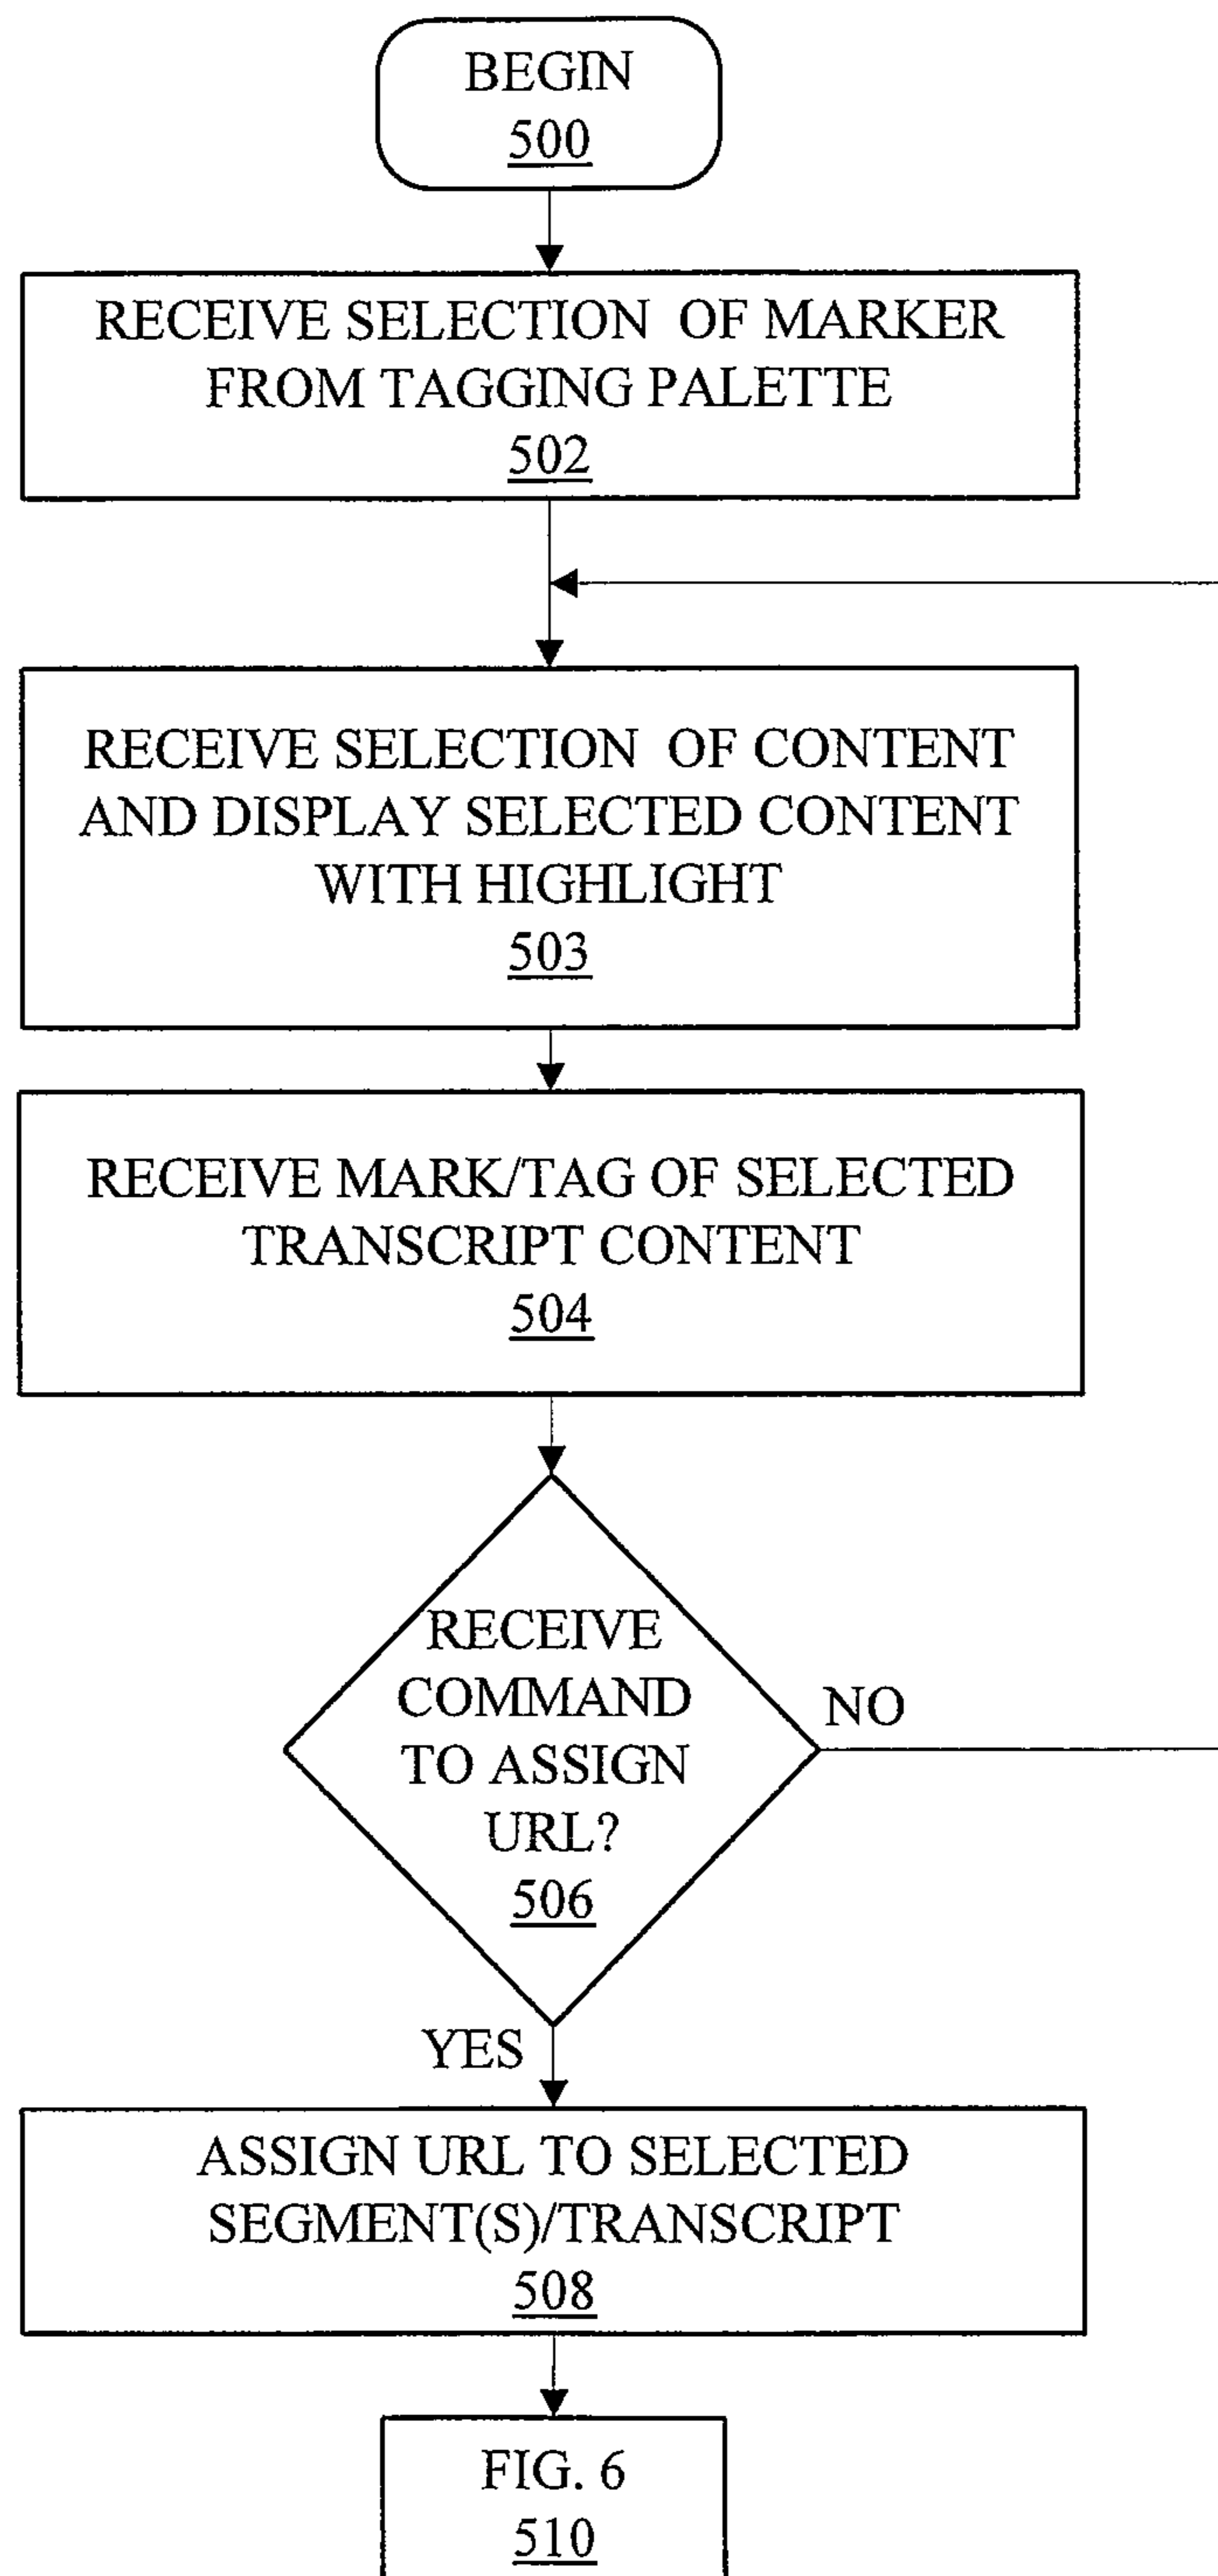 BEGIN
500
RECEIVE SELECTION OF MARKER
FROM TAGGING PALETTE
502
RECEIVE SELECTION OF CONTENT
AND DISPLAY SELECTED CONTENT
WITH HIGHLIGHT
503
RECEIVE MARK/TAG OF SELECTED
TRANSCRIPT CONTENT
504
RECEIVE
COMMAND
TO ASSIGN
URL?
506
NO
YES
ASSIGN URL TO SELECTED
SEGMENT(S)/TRANSCRIPT
508
FIG. 6
510